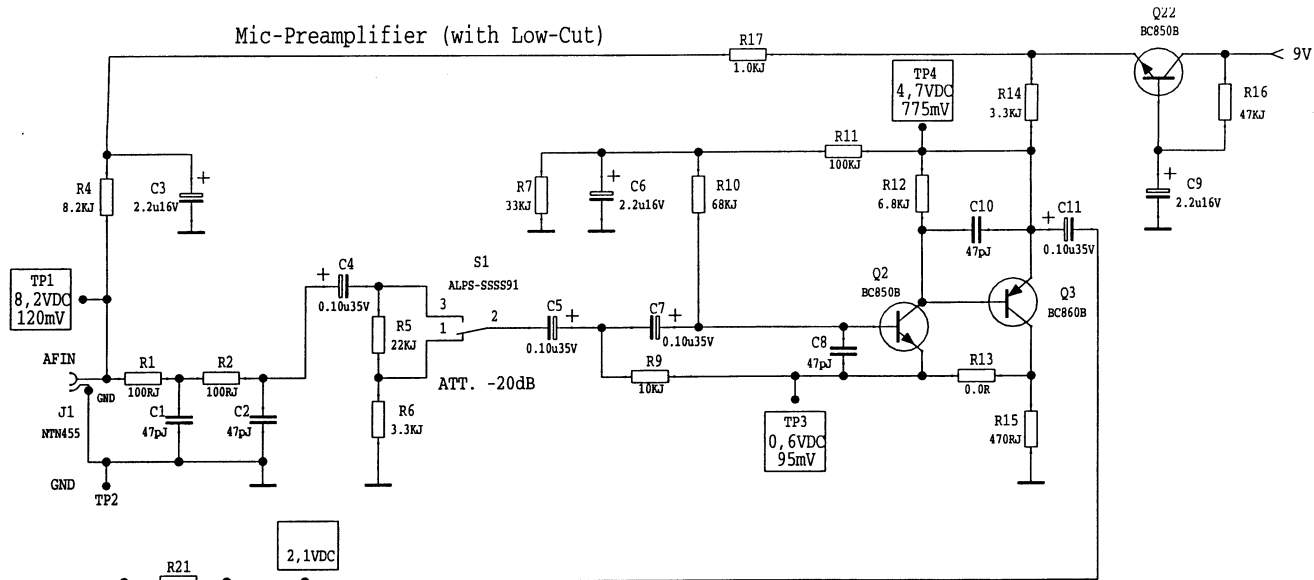 Mic-Preamplifier (with Low-Cut)
Q22
BC850B
9V
R17
1.0KJ
TP4
4,7VDC
775mV
R14
3.3KJ
R16
47KJ
R11
100KJ
R4
8.2KJ
C3
2.2u16V
R7
33KJ
C6
2.2u16V
R10
68KJ
R12
6.8KJ
C10
47pJ
C11
0.10u35V
C9
2.2u16V
TP1
8,2VDC
120mV
C4
0.10u35V
S1
ALPS-SSSS91
3
1
2
R5
22KJ
C5
0.10u35V
C7
0.10u35V
Q2
BC850B
Q3
BC860B
AFIN
GND
J1
NTN455
R1
100RJ
R2
100RJ
C1
47pJ
C2
47pJ
ATT. -20dB
R6
3.3KJ
R9
10KJ
C8
47pJ
R13
0.0R
TP3
0,6VDC
95mV
R15
470RJ
GND
TP2
2,1VDC
R21